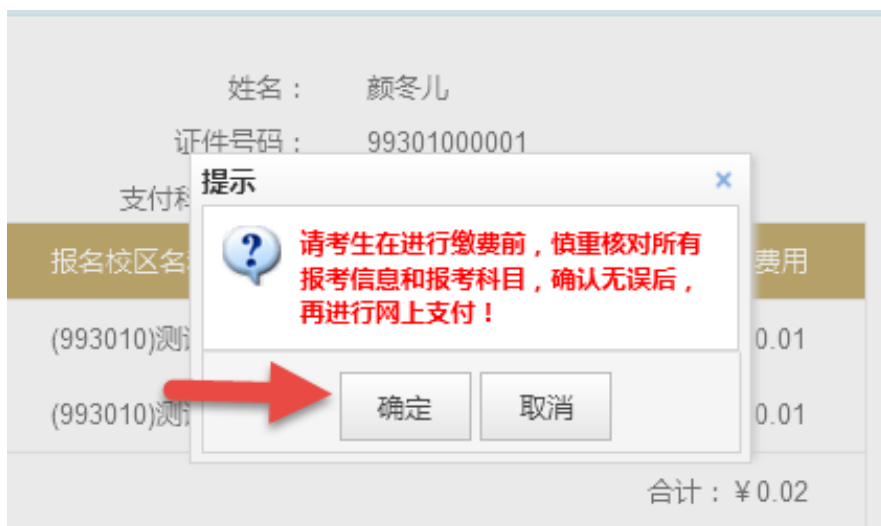 姓名： 颜冬儿
证件号码： 99301000001
提示
支付科
请考生在进行缴费前，慎重核对所有
报考信息和报考科目，确认无误后，
再进行网上支付！
报名校区名 费用
(993010)测 0.01
确定 取消
(993010)测 0.01
合计：￥0.02